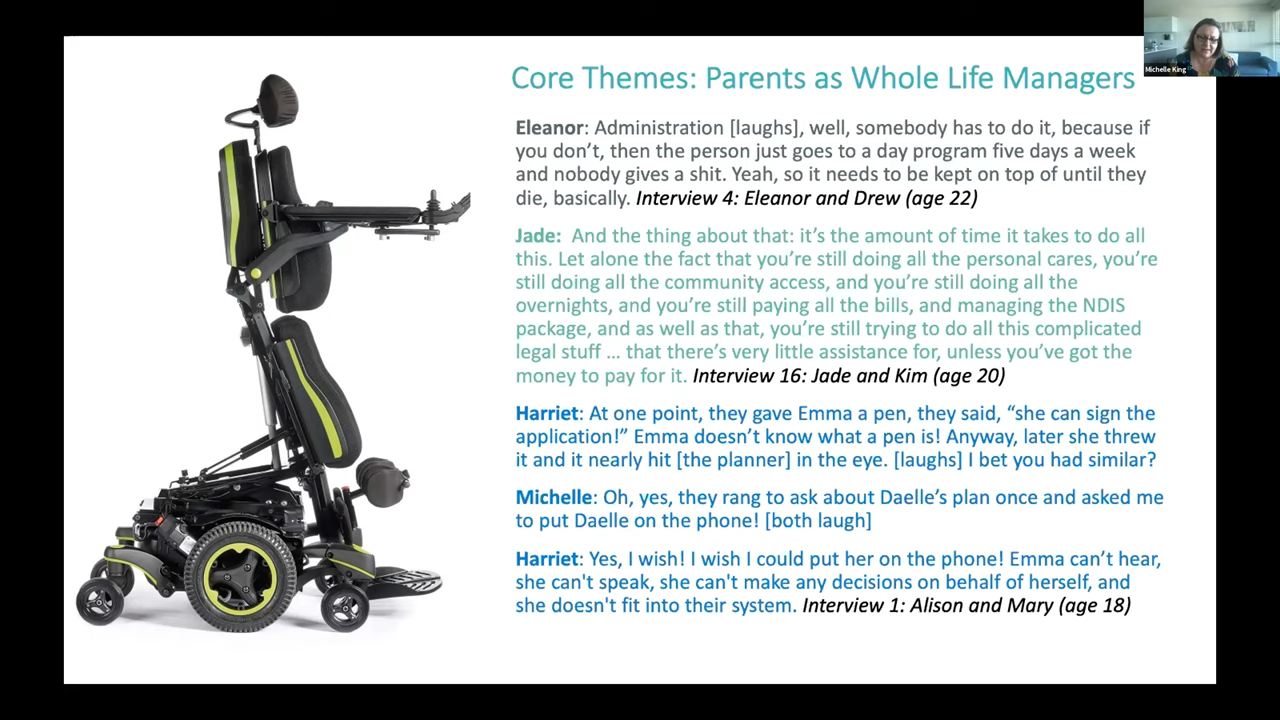 Michelle King
Core Themes: Parents as Whole Life Managers
Eleanor: Administration [laughs], well, somebody has to do it, because if
you don’t, then the person just goes to a day program five days a week
and nobody gives a shit. Yeah, so it needs to be kept on top of until they
die, basically. Interview 4: Eleanor and Drew (age 22)
Jade: And the thing about that: it’s the amount of time it takes to do all
this. Let alone the fact that you’re still doing all the personal cares, you’re
still doing all the community access, and you’re still doing all the
overnights, and you’re still paying all the bills, and managing the NDIS
package, and as well as that, you’re still trying to do all this complicated
legal stuff … that there’s very little assistance for, unless you’ve got the
money to pay for it. Interview 16: Jade and Kim (age 20)
Harriet: At one point, they gave Emma a pen, they said, “she can sign the
application!” Emma doesn’t know what a pen is! Anyway, later she threw
it and it nearly hit [the planner] in the eye. [laughs] I bet you had similar?
Michelle: Oh, yes, they rang to ask about Daelle’s plan once and asked me
to put Daelle on the phone! [both laugh]
Harriet: Yes, I wish! I wish I could put her on the phone! Emma can’t hear,
she can't speak, she can't make any decisions on behalf of herself, and
she doesn't fit into their system. Interview 1: Alison and Mary (age 18)